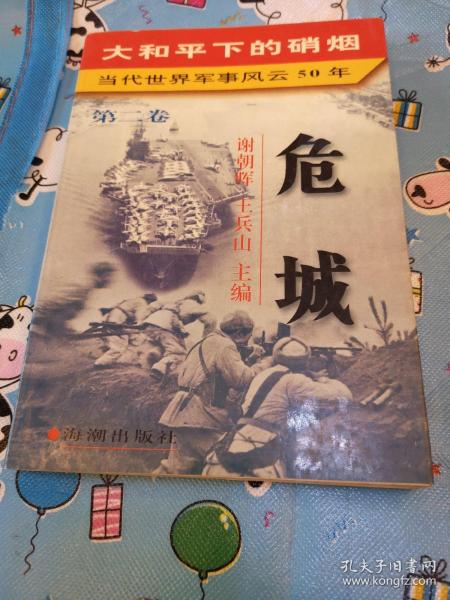 大和平下的硝烟
当代世界军事风云50年
第二卷
危城
谢朝晖 王兵山 主编
海潮出版社
孔夫子旧书网
www.kongfz.com